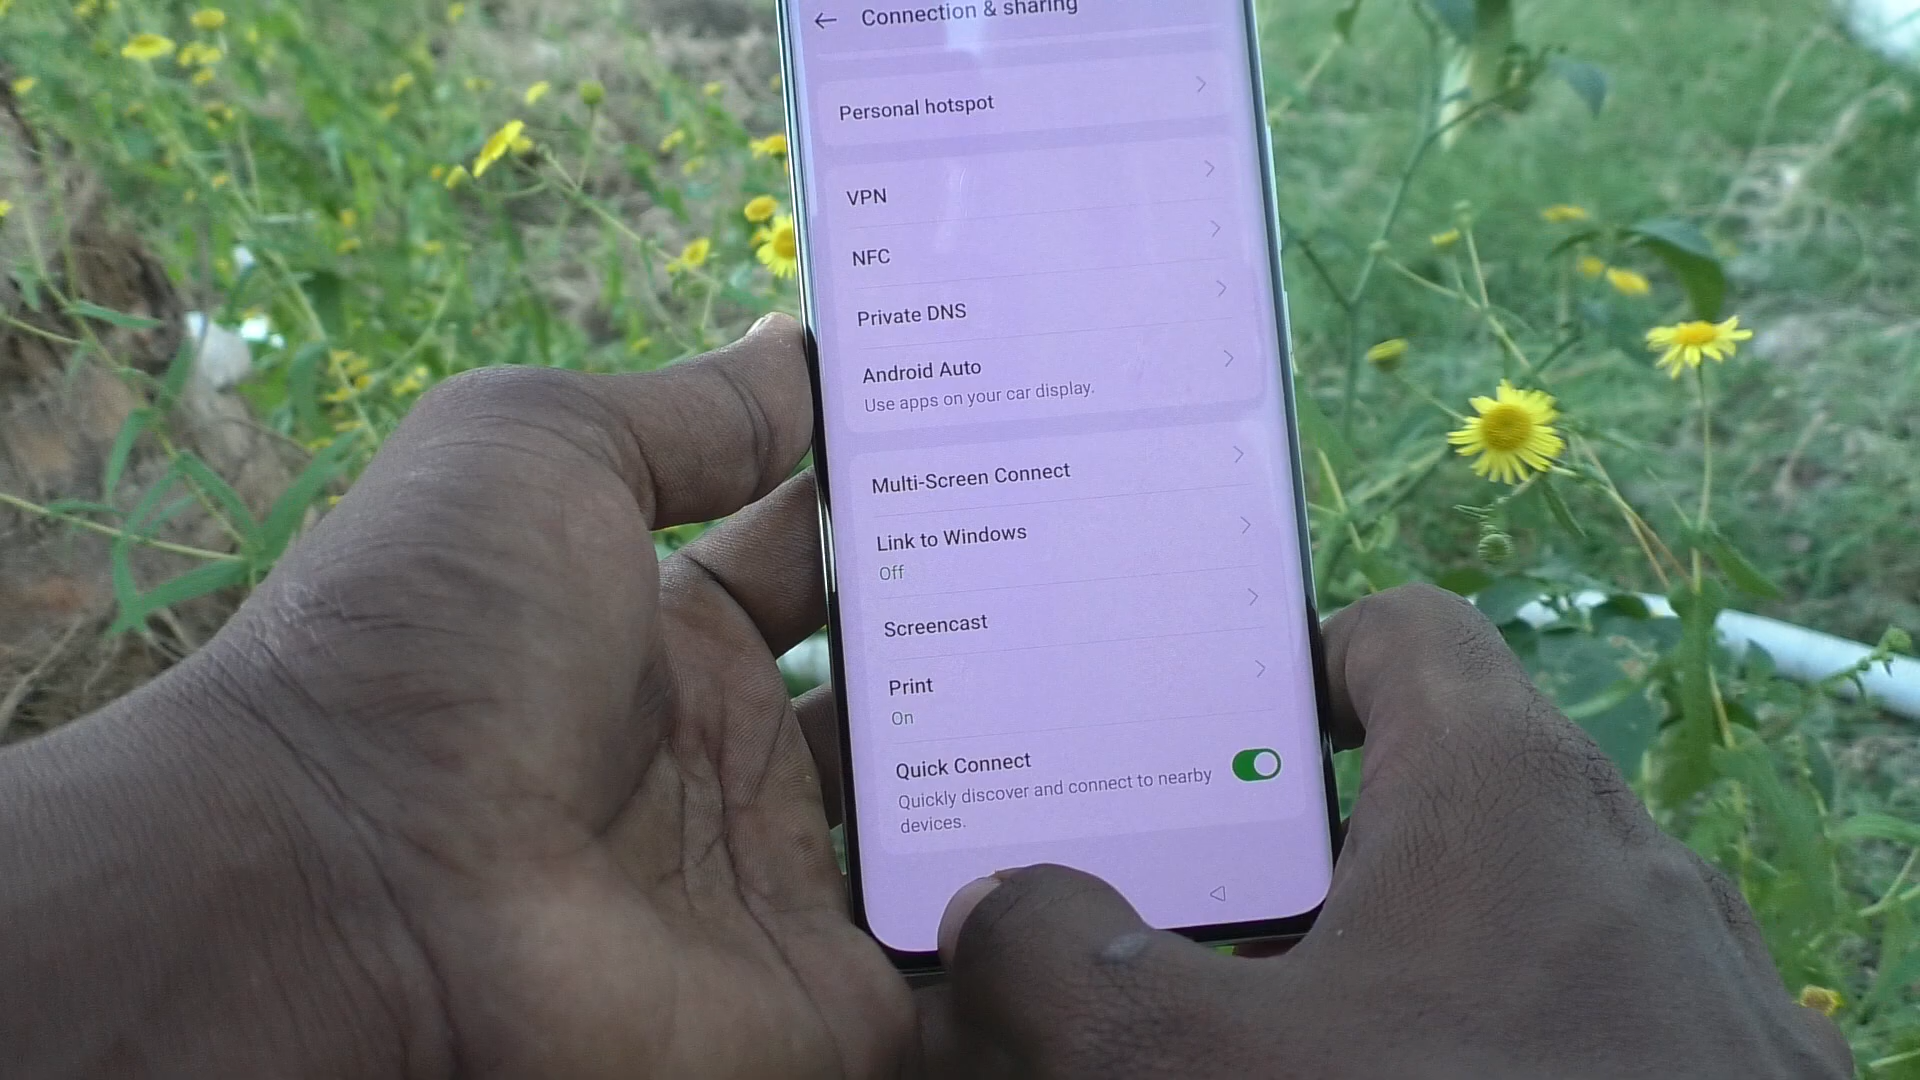 Connection & sharing
Personal hotspot
VPN
NFC
Private DNS
Android Auto
Use apps on your car display.
Multi-Screen Connect
Link to Windows
Off
Screencast
Print
On
Quick Connect
Quickly discover and connect to nearby
devices.